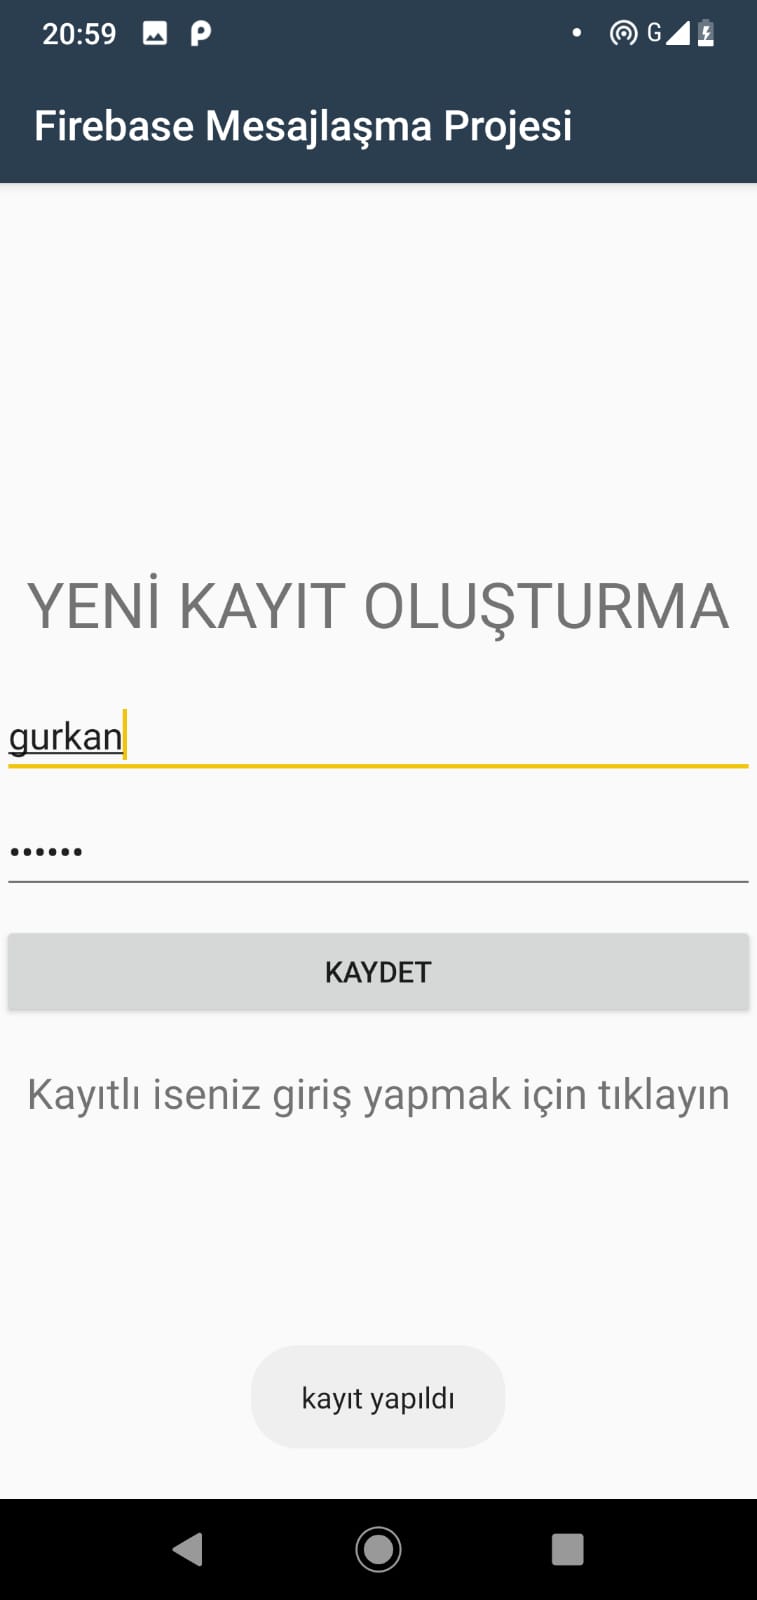 20:59
G
Firebase Mesajlaşma Projesi
YENİ KAYIT OLUŞTURMA
gurkan
••••••
KAYDET
Kayıtlı iseniz giriş yapmak için tıklayın
kayıt yapıldı